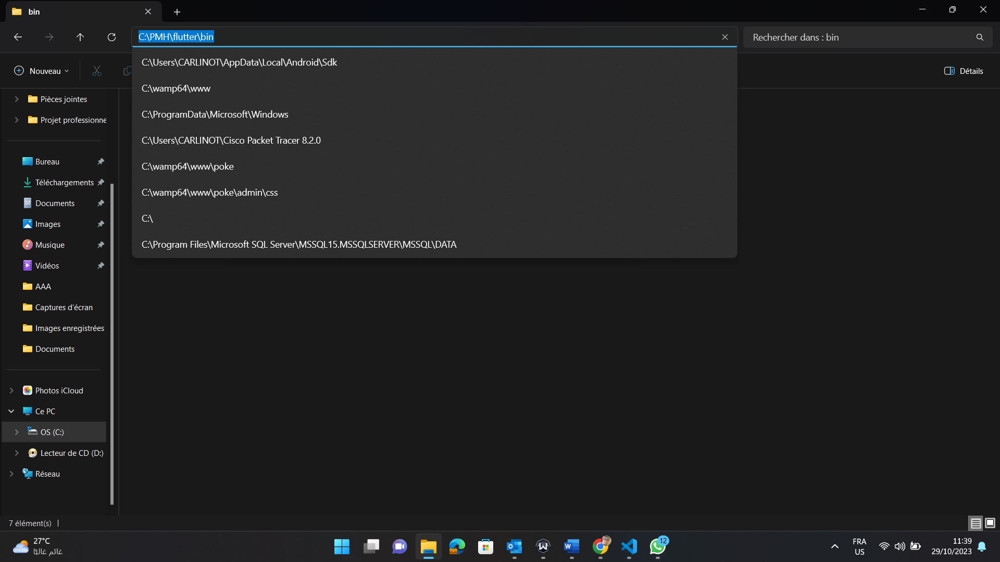 bin
C:\PMH\flutter\bin
Rechercher dans : bin
Nouveau
Détails
C:\Users\CARLINOT\AppData\Local\Android\Sdk
C:\wamp64\www
C:\ProgramData\Microsoft\Windows
C:\Users\CARLINOT\Cisco Packet Tracer 8.2.0
C:\wamp64\www\poke
C:\wamp64\www\poke\admin\css
C:\
C:\Program Files\Microsoft SQL Server\MSSQL15.MSSQLSERVER\MSSQL\DATA
Pièces jointes
Projet professionne
Bureau
Téléchargements
Documents
Images
Musique
Vidéos
AAA
Captures d'écran
Images enregistrées
Documents
Photos iCloud
Ce PC
OS (C:)
Lecteur de CD (D:)
Réseau
7 élément(s)
27°C
غائم غالبًا
12
FRA
US
11:39
29/10/2023